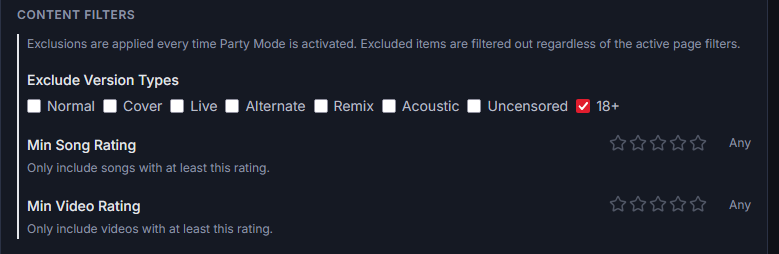 CONTENT FILTERS
Exclusions are applied every time Party Mode is activated. Excluded items are filtered out regardless of the active page filters.
Exclude Version Types
Normal Cover Live Alternate Remix Acoustic Uncensored 18+
Min Song Rating Any
Only include songs with at least this rating.
Min Video Rating Any
Only include videos with at least this rating.